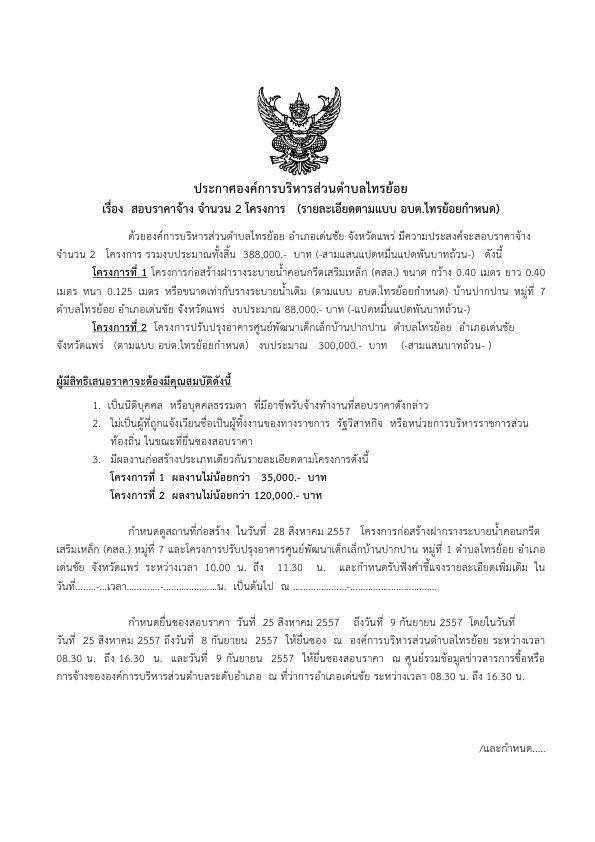 ประกาศองค์การบริหารส่วนตำบลไทรย้อย
เรื่อง สอบราคาจ้าง จำนวน 2 โครงการ (รายละเอียดตามแบบ อบต.ไทรย้อยกำหนด)
ด้วยองค์การบริหารส่วนตำบลไทรย้อย อำเภอเด่นชัย จังหวัดแพร่ มีความประสงค์จะสอบราคาจ้าง
จำนวน 2 โครงการ รวมงบประมาณทั้งสิ้น 388,000.- บาท (-สามแสนแปดหมื่นแปดพันบาทถ้วน-) ดังนี้
โครงการที่ 1 โครงการก่อสร้างฝารางระบายน้ำคอนกรีตเสริมเหล็ก (คสล.) ขนาด กว้าง 0.40 เมตร ยาว 0.40
เมตร หนา 0.125 เมตร หรือขนาดเท่ากับรางระบายน้ำเดิม (ตามแบบ อบต.ไทรย้อยกำหนด) บ้านปากปาน หมู่ที่ 7
ตำบลไทรย้อย อำเภอเด่นชัย จังหวัดแพร่ งบประมาณ 88,000.- บาท (-แปดหมื่นแปดพันบาทถ้วน-)
โครงการที่ 2 โครงการปรับปรุงอาคารศูนย์พัฒนาเด็กเล็กบ้านปากปาน ตำบลไทรย้อย อำเภอเด่นชัย
จังหวัดแพร่ (ตามแบบ อบต.ไทรย้อยกำหนด) งบประมาณ 300,000.- บาท (-สามแสนบาทถ้วน- )
ผู้มีสิทธิเสนอราคาจะต้องมีคุณสมบัติดังนี้
1. เป็นนิติบุคคล หรือบุคคลธรรมดา ที่มีอาชีพรับจ้างทำงานที่สอบราคาดังกล่าว
2. ไม่เป็นผู้ที่ถูกแจ้งเวียนชื่อเป็นผู้ทิ้งงานของทางราชการ รัฐวิสาหกิจ หรือหน่วยการบริหารราชการส่วน
ท้องถิ่น ในขณะที่ยื่นซองสอบราคา
3. มีผลงานก่อสร้างประเภทเดียวกันรายละเอียดตามโครงการดังนี้
โครงการที่ 1 ผลงานไม่น้อยกว่า 35,000.- บาท
โครงการที่ 2 ผลงานไม่น้อยกว่า 120,000.- บาท
กำหนดดูสถานที่ก่อสร้าง ในวันที่ 28 สิงหาคม 2557 โครงการก่อสร้างฝากรางระบายน้ำคอนกรีต
เสริมเหล็ก (คสล.) หมู่ที่ 7 และโครงการปรับปรุงอาคารศูนย์พัฒนาเด็กเล็กบ้านปากปาน หมู่ที่ 1 ตำบลไทรย้อย อำเภอ
เด่นชัย จังหวัดแพร่ ระหว่างเวลา 10.00 น. ถึง 11.30 น. และกำหนดรับฟังคำชี้แจงรายละเอียดเพิ่มเติม ใน
วันที่........-...เวลา.............-.....................น. เป็นต้นไป ณ .....................-.................................
กำหนดยื่นซองสอบราคา วันที่ 25 สิงหาคม 2557 ถึงวันที่ 9 กันยายน 2557 โดยในวันที่
วันที่ 25 สิงหาคม 2557 ถึงวันที่ 8 กันยายน 2557 ให้ยื่นซอง ณ องค์การบริหารส่วนตำบลไทรย้อย ระหว่างเวลา
08.30 น. ถึง 16.30 น. และวันที่ 9 กันยายน 2557 ให้ยื่นซองสอบราคา ณ ศูนย์รวมข้อมูลข่าวสารการซื้อหรือ
การจ้างขององค์การบริหารส่วนตำบลระดับอำเภอ ณ ที่ว่าการอำเภอเด่นชัย ระหว่างเวลา 08.30 น. ถึง 16.30 น.
/และกำหนด.....